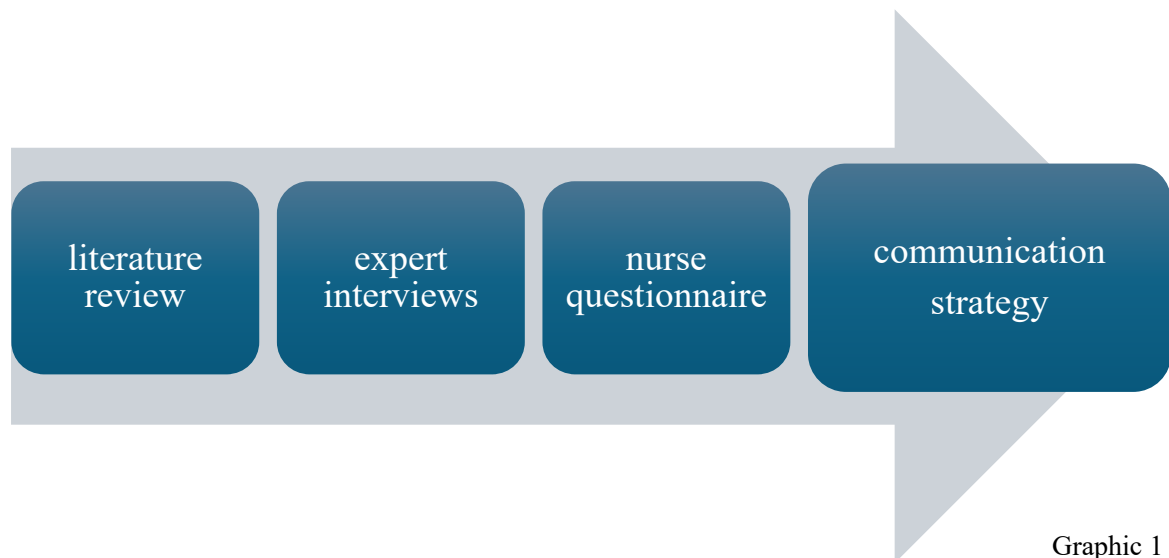 literature
review
expert
interviews
nurse
questionnaire
communication
strategy
Graphic 1